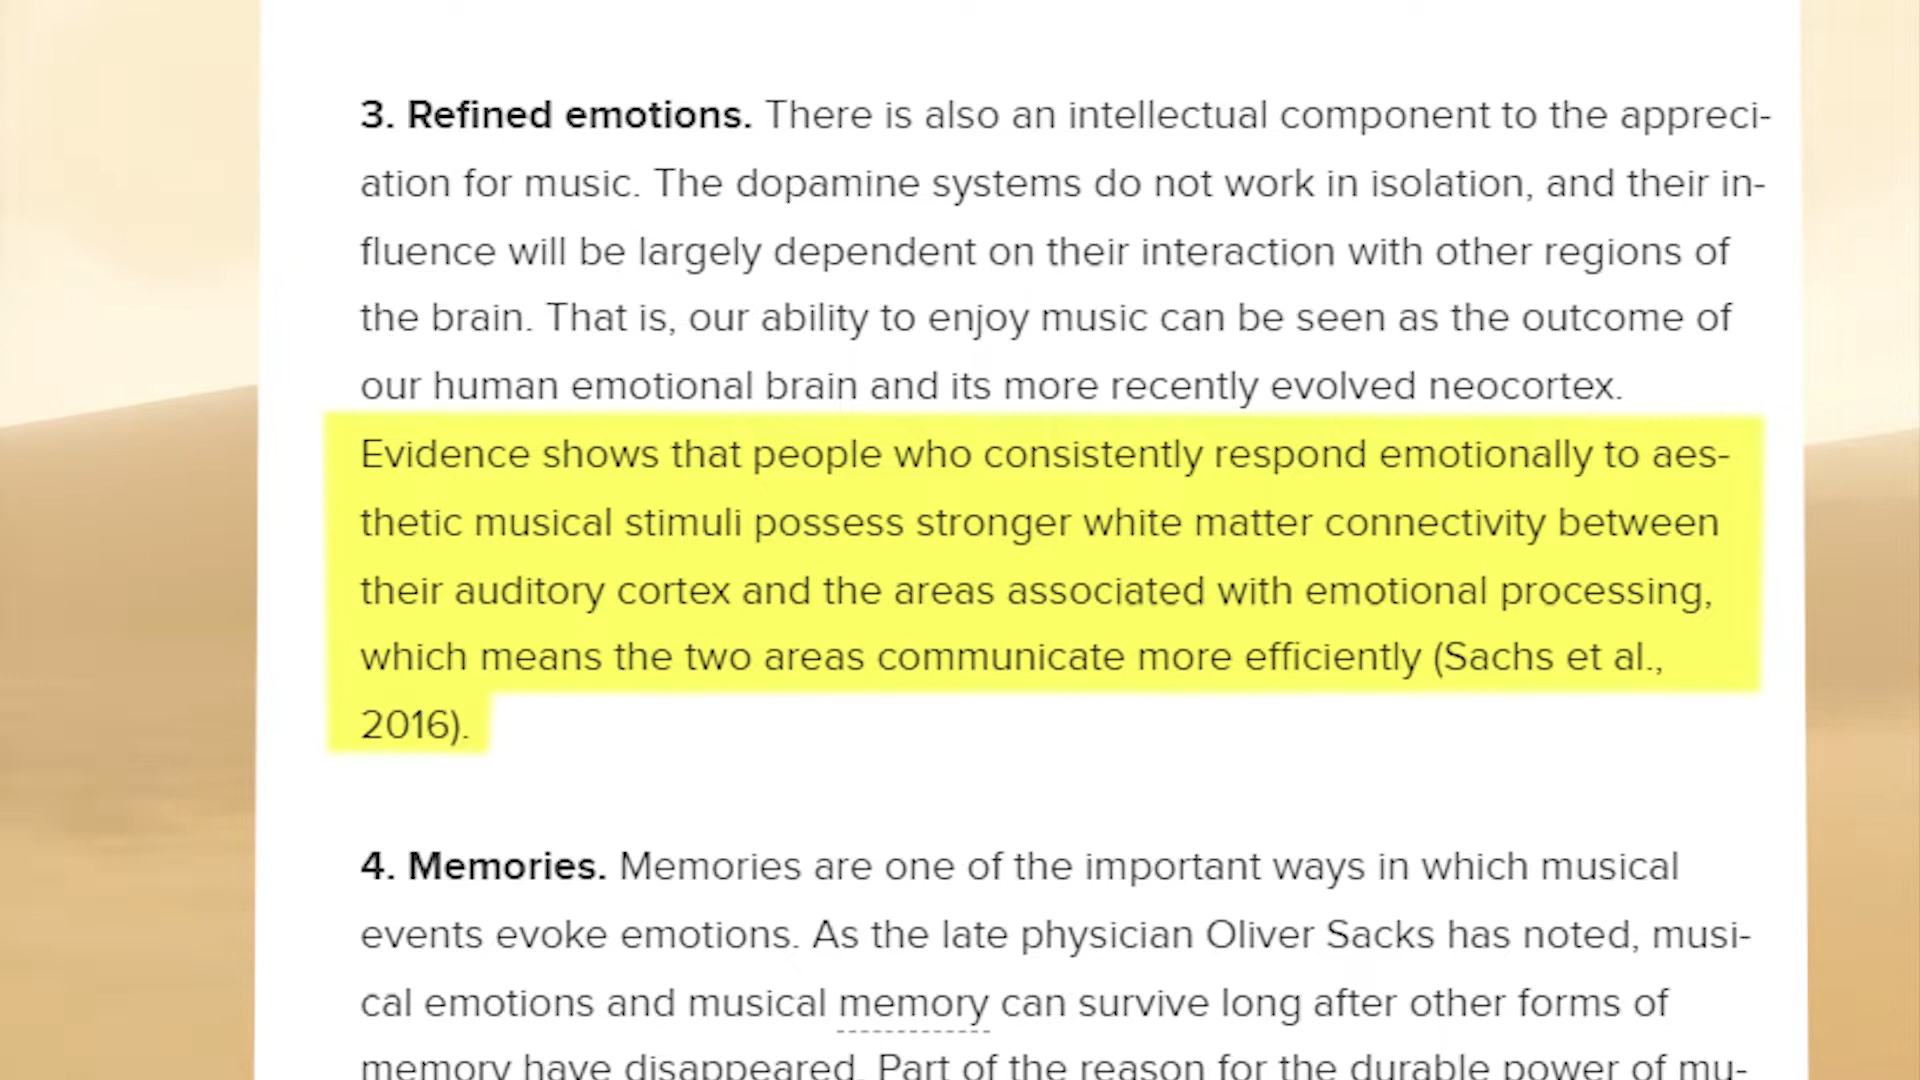 3. Refined emotions. There is also an intellectual component to the appreci-
ation for music. The dopamine systems do not work in isolation, and their in-
fluence will be largely dependent on their interaction with other regions of
the brain. That is, our ability to enjoy music can be seen as the outcome of
our human emotional brain and its more recently evolved neocortex.
Evidence shows that people who consistently respond emotionally to aes-
thetic musical stimuli possess stronger white matter connectivity between
their auditory cortex and the areas associated with emotional processing,
which means the two areas communicate more efficiently (Sachs et al.,
2016).
4. Memories. Memories are one of the important ways in which musical
events evoke emotions. As the late physician Oliver Sacks has noted, musi-
cal emotions and musical memory can survive long after other forms of
memory have disappeared. Part of the reason for the durable power of mu-